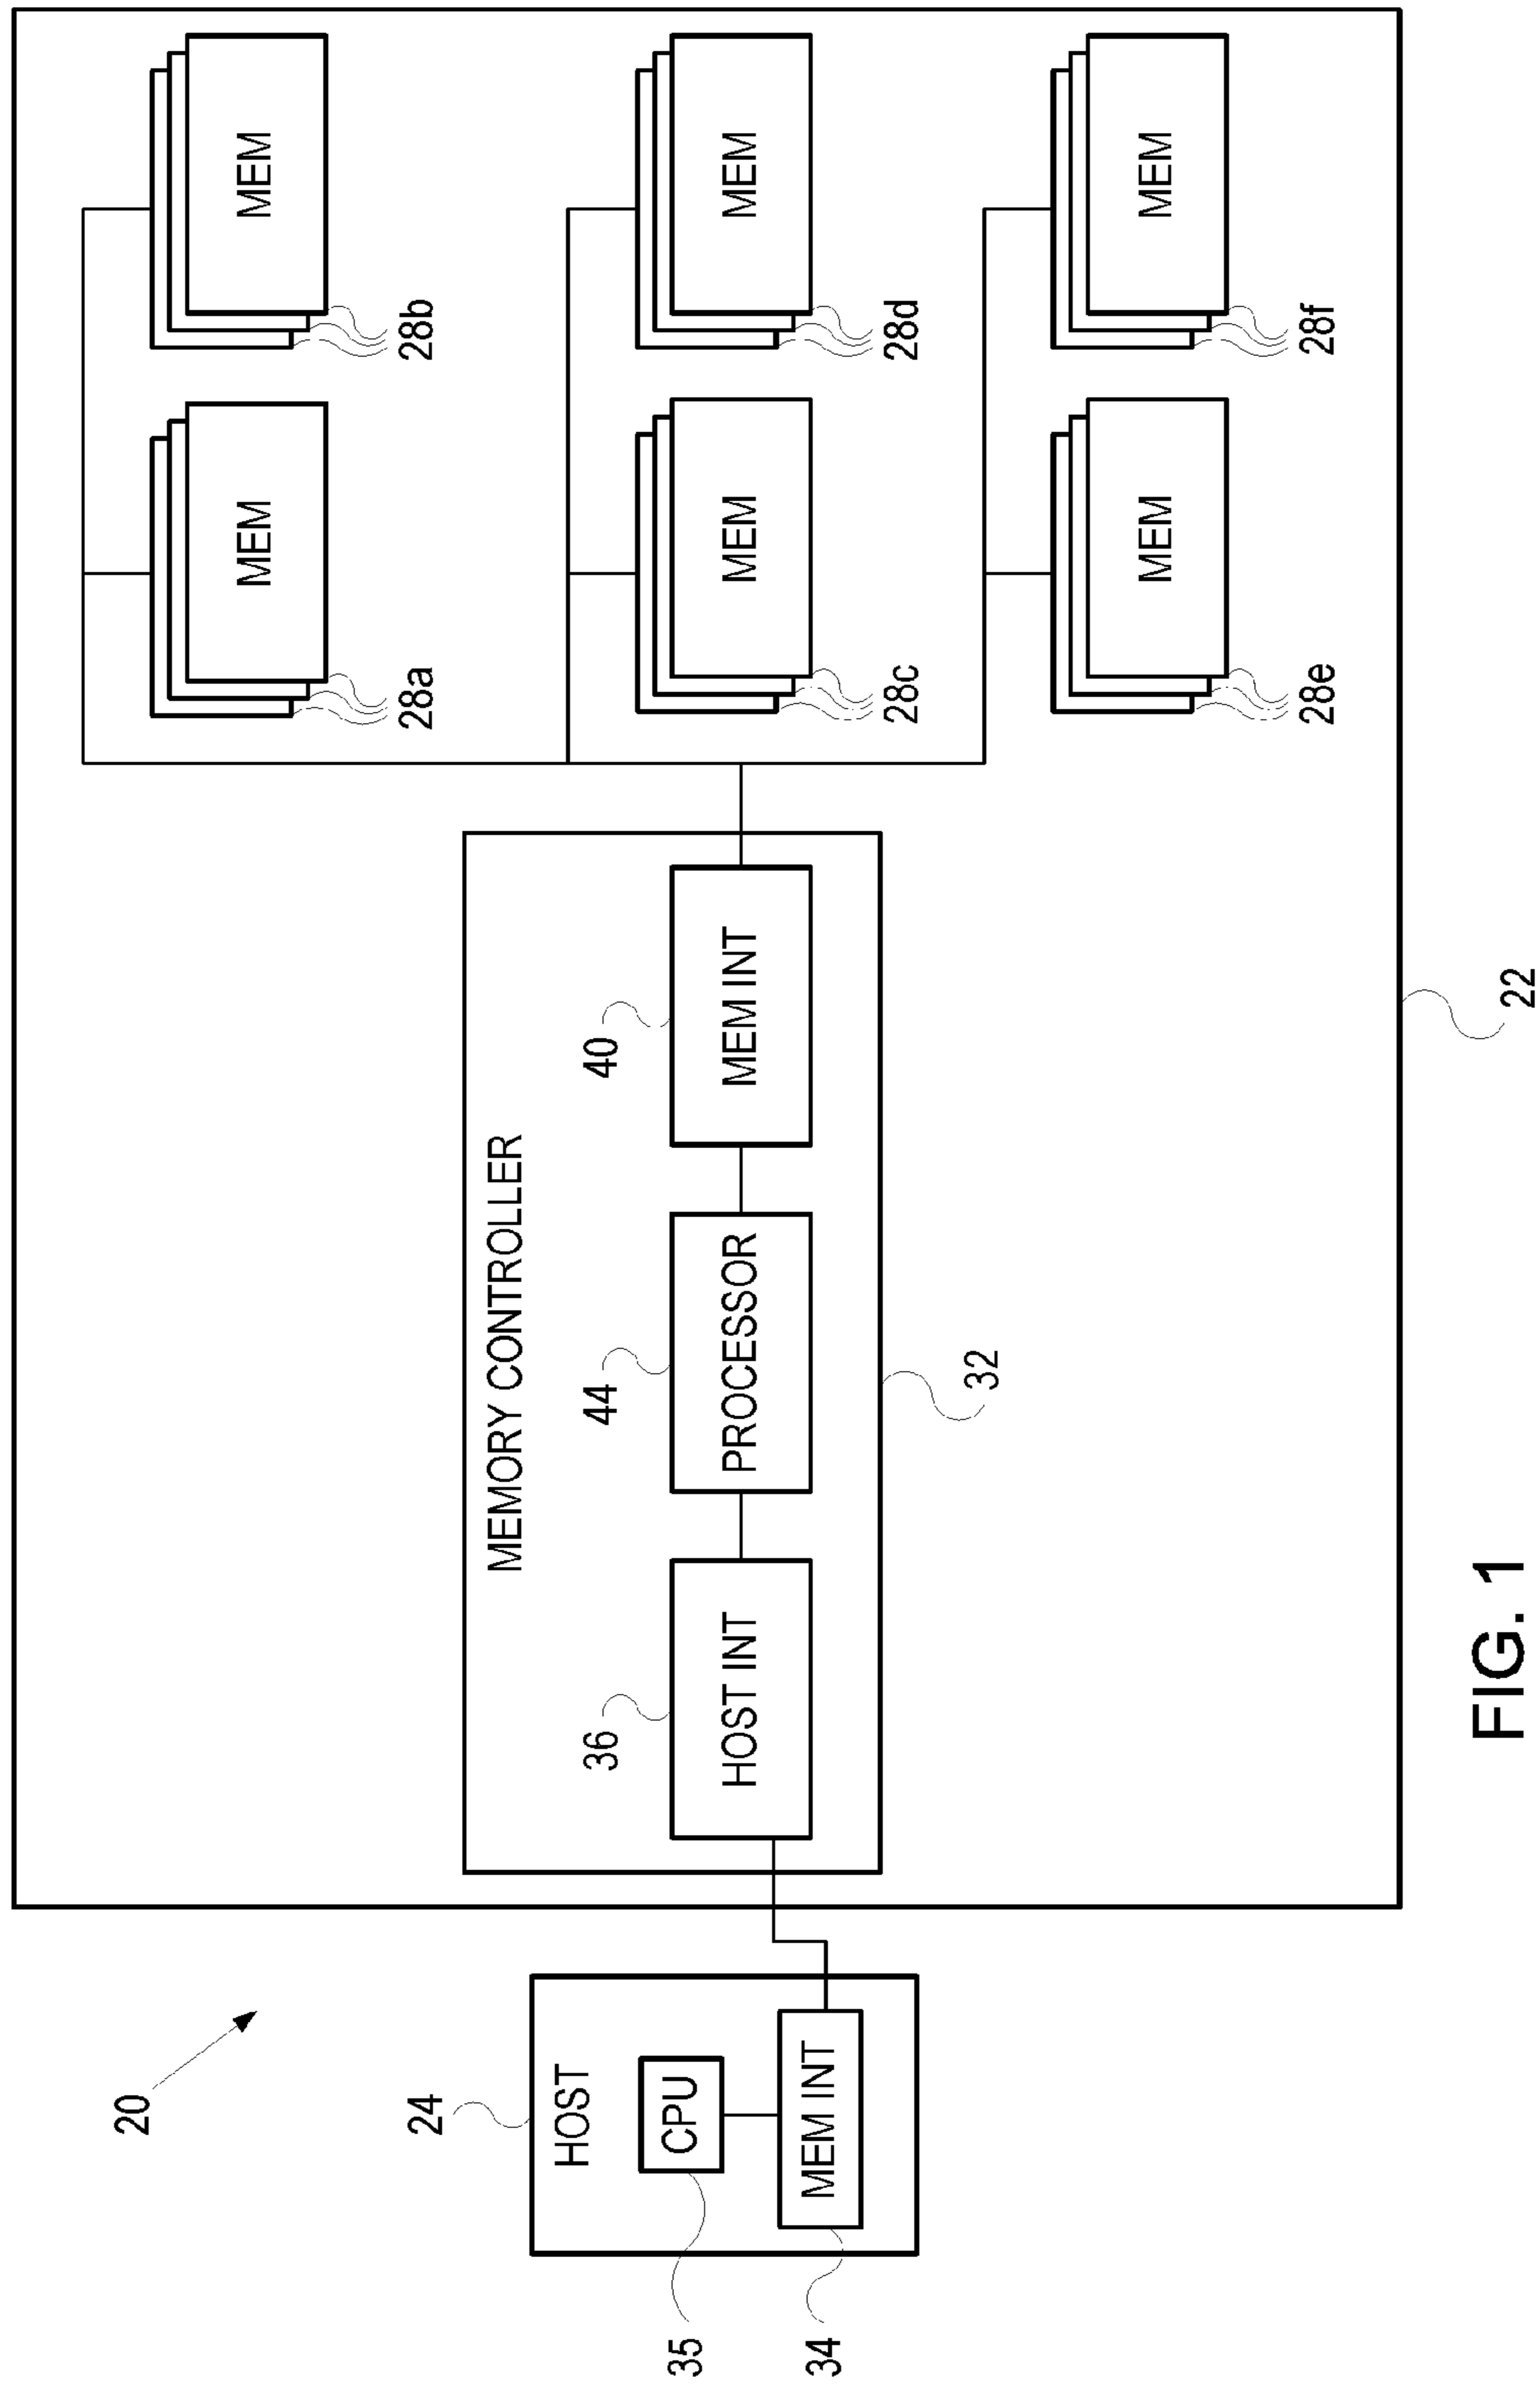 20
24
HOST
CPU
MEM INT
35
34
MEMORY CONTROLLER
36
44
40
HOST INT
PROCESSOR
MEM INT
32
MEM
MEM
28a
28b
MEM
MEM
28c
28d
MEM
MEM
28e
28f
22
FIG. 1